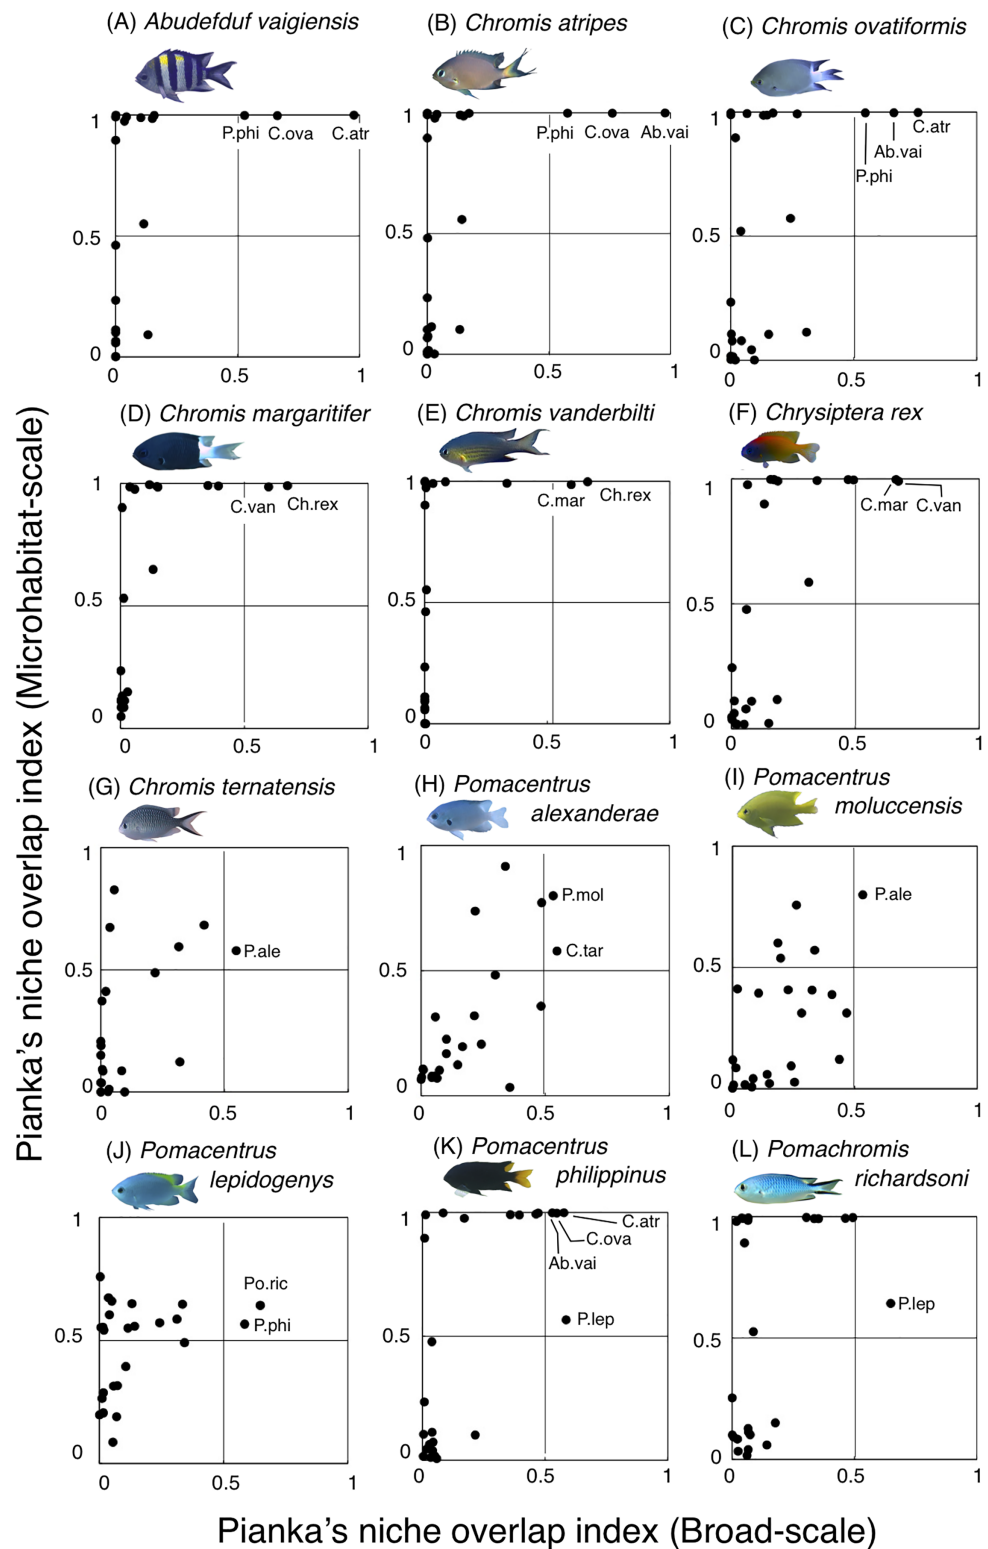 (A) Abudefduf vaigiensis
(B) Chromis atripes
(C) Chromis ovatiformis
1
P.phi C.ova C.atr
0.5
0
0 0.5 1
1
P.phi C.ova Ab.vai
0.5
0
0 0.5 1
1
C.atr
Ab.vai
P.phi
0.5
0
0 0.5 1
(D) Chromis margaritifer
(E) Chromis vanderbilti
(F) Chrysiptera rex
1
C.van Ch.rex
0.5
0
0 0.5 1
1
C.mar Ch.rex
0.5
0
0 0.5 1
1
C.mar C.van
0.5
0
0 0.5 1
Pianka's niche overlap index (Microhabitat-scale)
(G) Chromis ternatensis
(H) Pomacentrus
alexanderae
(I) Pomacentrus
moluccensis
1
P.ale
0.5
0
0 0.5 1
1
P.mol
C.tar
0.5
0
0 0.5 1
1
P.ale
0.5
0
0 0.5 1
(J) Pomacentrus
lepidogenys
(K) Pomacentrus
philippinus
(L) Pomachromis
richardsoni
1
Po.ric
P.phi
0.5
0
0 0.5 1
1
C.atr
C.ova
Ab.vai
P.lep
0.5
0
0 0.5 1
1
P.lep
0.5
0
0 0.5 1
Pianka's niche overlap index (Broad-scale)